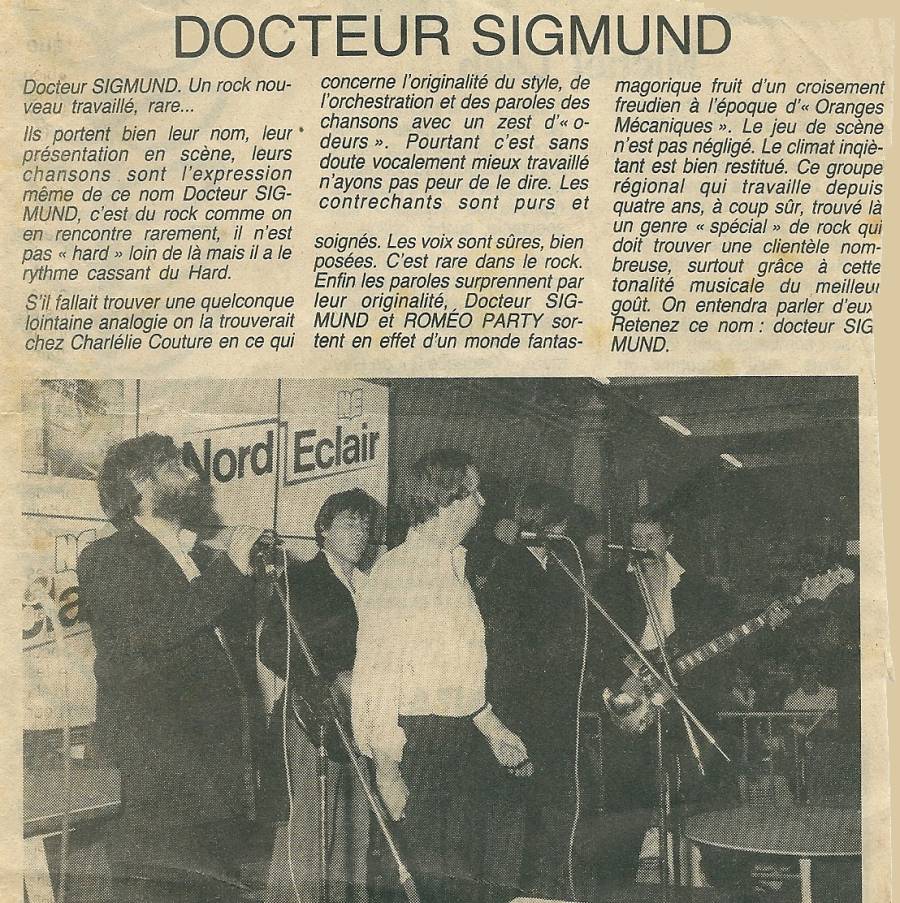 DOCTEUR SIGMUND
Docteur SIGMUND. Un rock nou-
veau travaillé, rare...
Ils portent bien leur nom, leur
présentation en scène, leurs
chansons sont l'expression
même de ce nom Docteur SIG-
MUND, c'est du rock comme on
en rencontre rarement, il n'est
pas « hard » loin de là mais il a le
rythme cassant du Hard.
S'il fallait trouver une quelconque
lointaine analogie on la trouverait
chez Charlélie Couture en ce qui
concerne l'originalité du style, de
l'orchestration et des paroles des
chansons avec un zest d'« o-
deurs ». Pourtant c'est sans
doute vocalement mieux travaillé
n'ayons pas peur de le dire. Les
contrechants sont purs et
soignés. Les voix sont sûres, bien
posées. C'est rare dans le rock.
Enfin les paroles surprennent par
leur originalité, Docteur SIG-
MUND et ROMÉO PARTY sor-
tent en effet d'un monde fantas-
magorique fruit d'un croisement
freudien à l'époque d'« Oranges
Mécaniques ». Le jeu de scène
n'est pas négligé. Le climat inqiè-
tant est bien restitué. Ce groupe
régional qui travaille depuis
quatre ans, à coup sûr, trouvé là
un genre « spécial » de rock qui
doit trouver une clientèle nom-
breuse, surtout grâce à cette
tonalité musicale du meilleur
goût. On entendra parler d'eux
Retenez ce nom : docteur SIG
MUND.
Nord Eclair